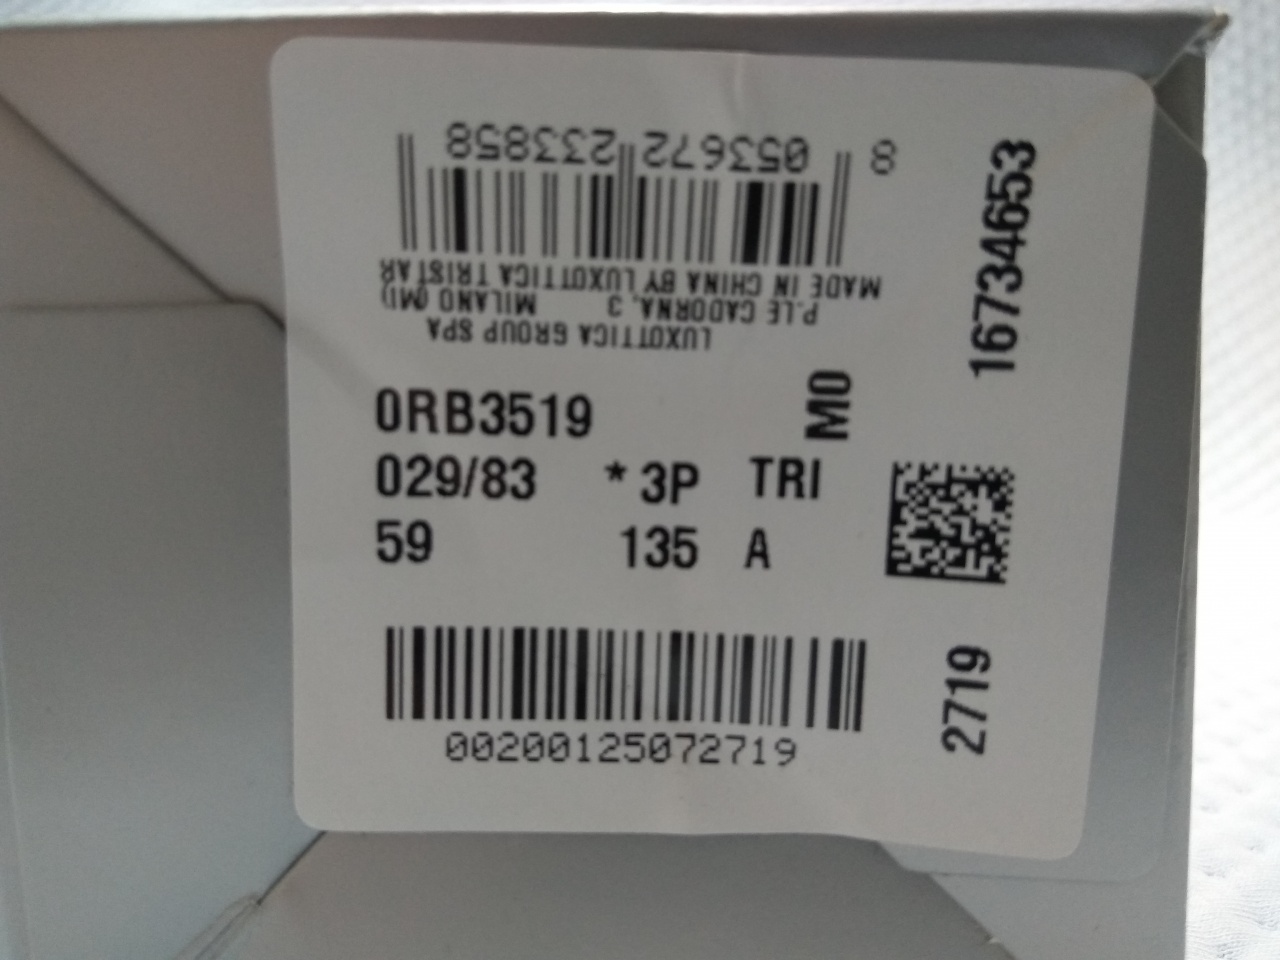 8 053672 233858
MADE IN CHINA BY LUXOTTICA TRISTAR
P.LE CADORNA, 3 MILANO (MI)
LUXOTTICA GROUP SPA
0RB3519
M0
029/83 * 3P TRI
59 135 A
00200125072719
16734653
2719